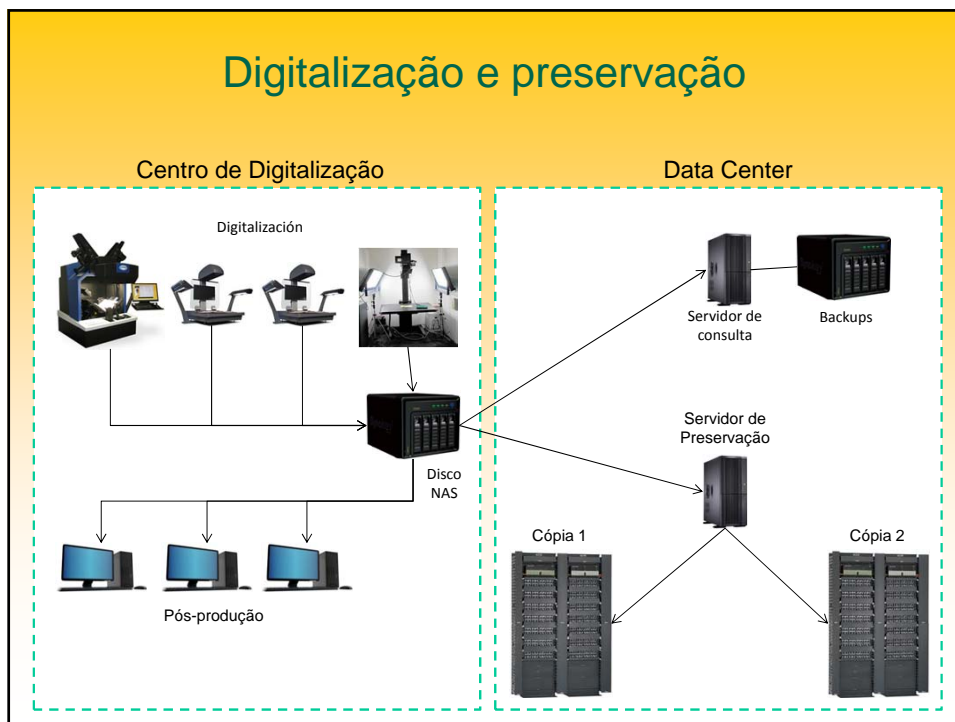 Digitalização e preservação
Centro de Digitalização
Digitalización
Disco
NAS
Pós-produção
Data Center
Servidor de
consulta
Backups
Servidor de
Preservação
Cópia 1
Cópia 2